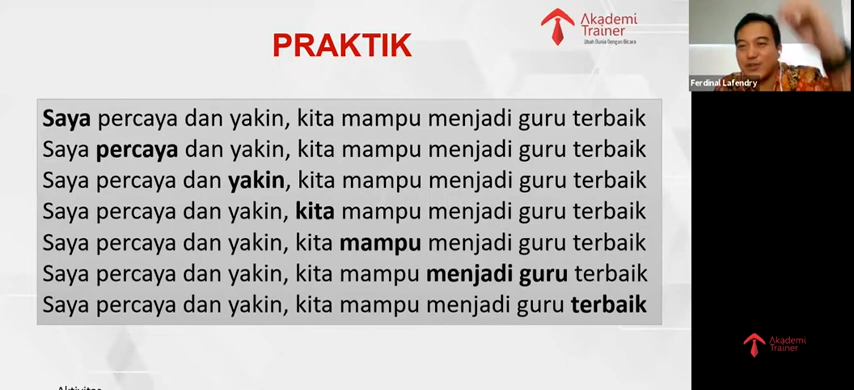 PRAKTIK
Akademi
Trainer
Ubah Dunia Dengan Bicara
Ferdinal Lafendry
Saya percaya dan yakin, kita mampu menjadi guru terbaik
Saya percaya dan yakin, kita mampu menjadi guru terbaik
Saya percaya dan yakin, kita mampu menjadi guru terbaik
Saya percaya dan yakin, kita mampu menjadi guru terbaik
Saya percaya dan yakin, kita mampu menjadi guru terbaik
Saya percaya dan yakin, kita mampu menjadi guru terbaik
Saya percaya dan yakin, kita mampu menjadi guru terbaik
Akademi
Trainer
Aktivitas